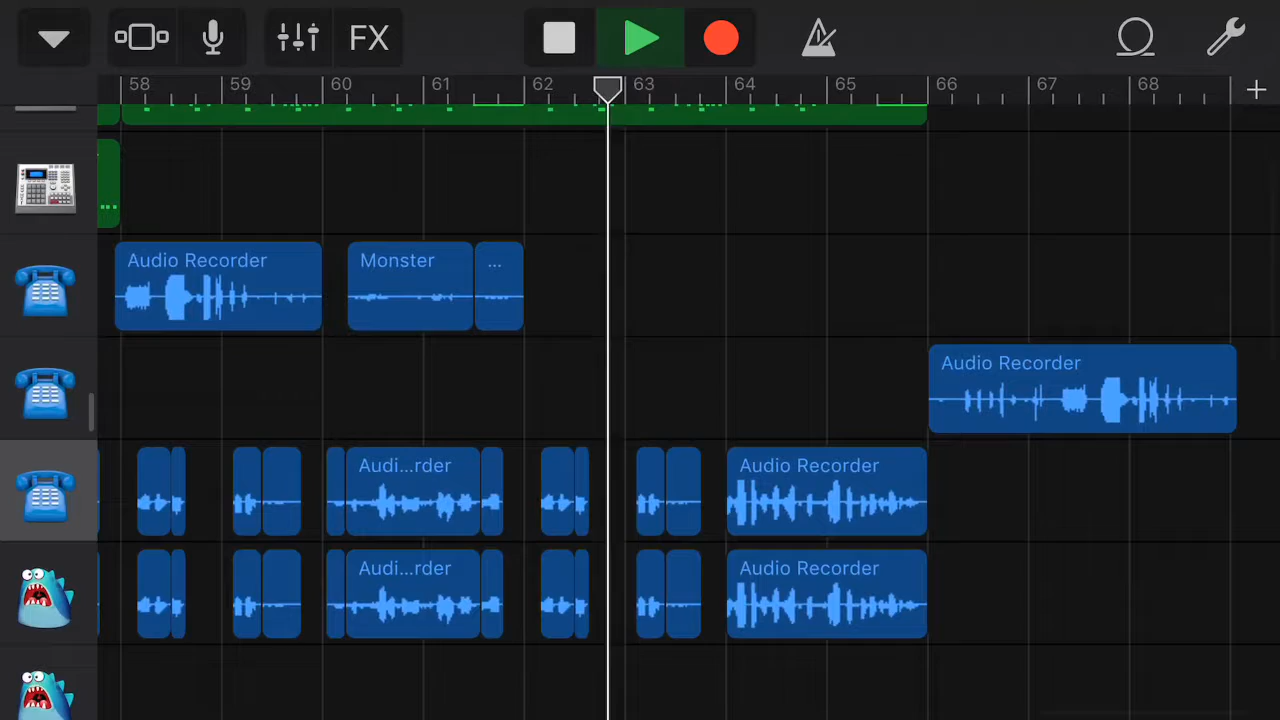 FX
58 59 60 61 62 63 64 65 66 67 68
Audio Recorder
Monster
...
Audio Recorder
Audi...rder
Audio Recorder
Audi...rder
Audio Recorder